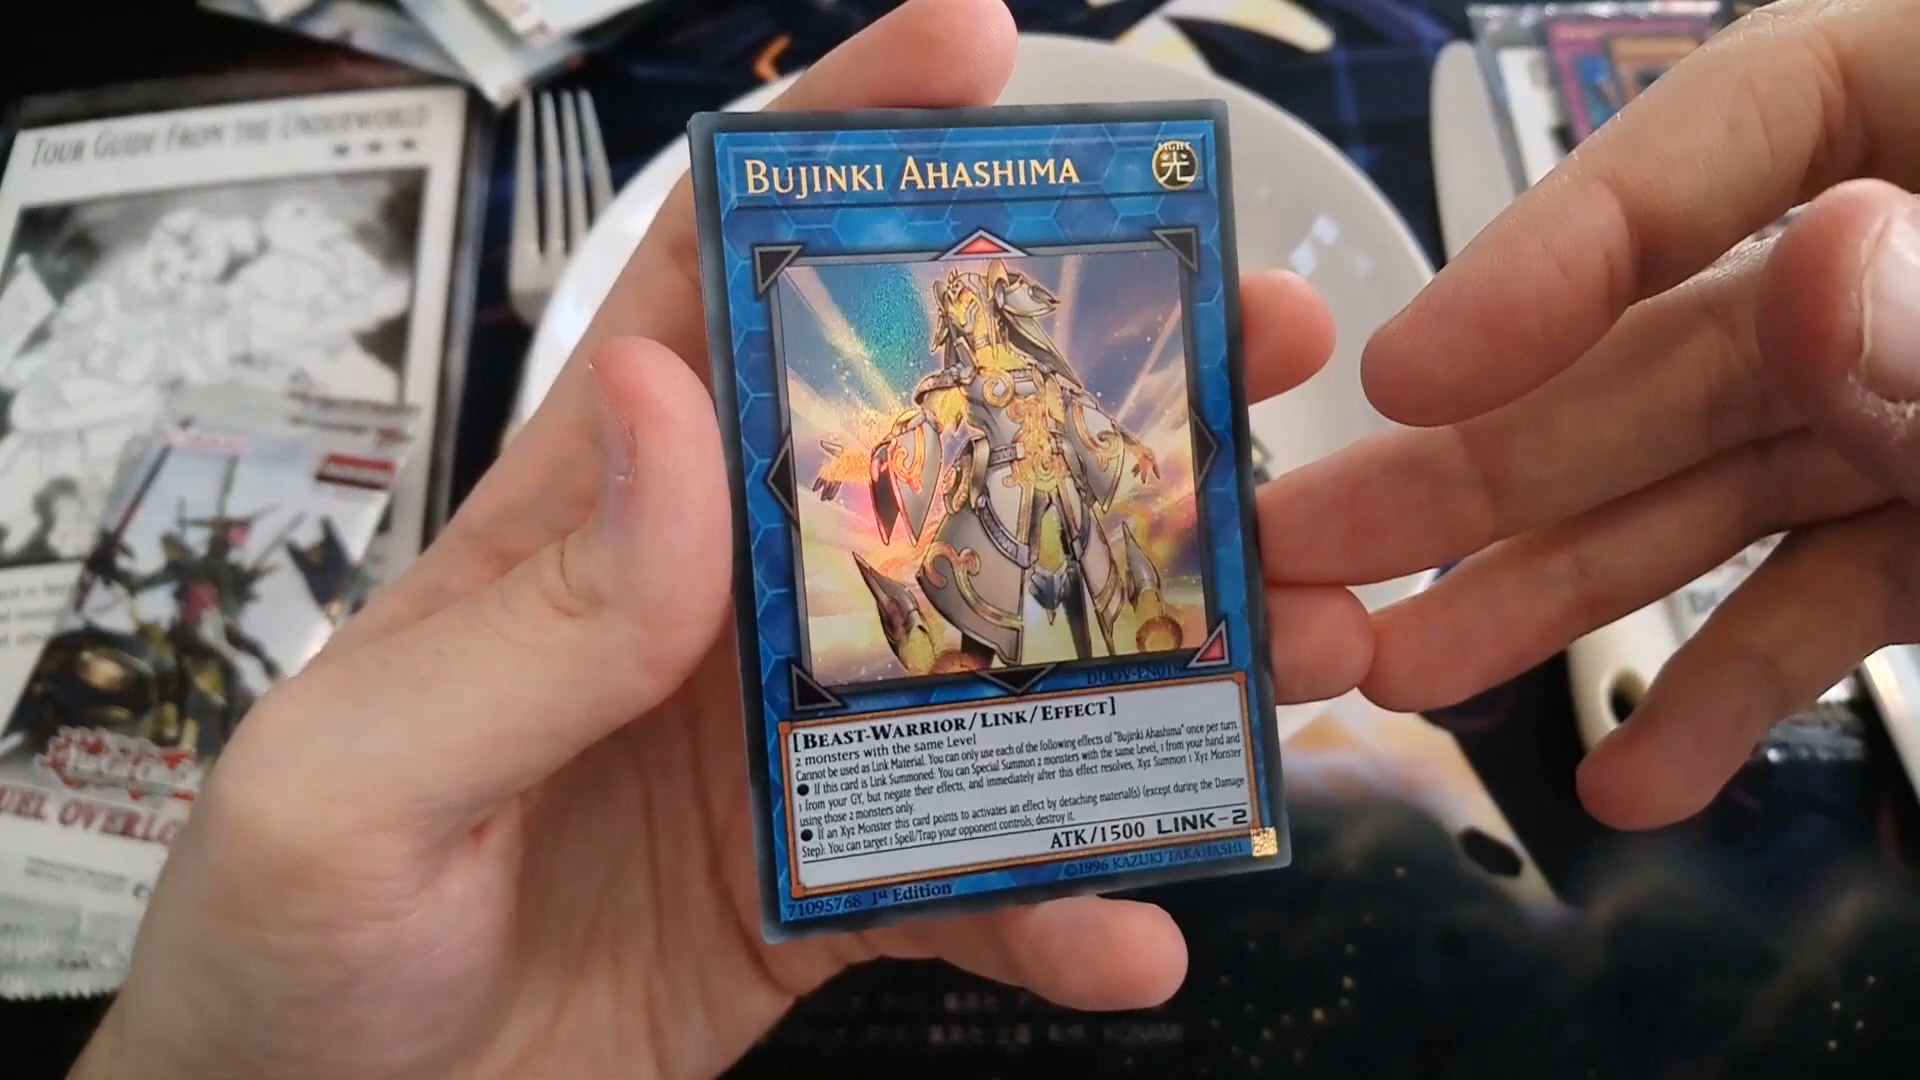 TOUR GUIDE FROM THE UNDERWORLD
BUJINKI AHASHIMA
LIGHT
光
DUOV-EN018
[BEAST-WARRIOR/LINK/EFFECT]
2 monsters with the same Level
Cannot be used as Link Material. You can only use each of the following effects of "Bujinki Ahashima" once per turn.
● If this card is Link Summoned: You can Special Summon 2 monsters with the same Level, 1 from your hand and
1 from your GY, but negate their effects, and immediately after this effect resolves, Xyz Summon 1 Xyz Monster
using those 2 monsters only.
● If an Xyz Monster this card points to activates an effect by detaching material(s) (except during the Damage
Step): You can target 1 Spell/Trap your opponent controls; destroy it.
ATK/1500 LINK-2
©1996 KAZUKI TAKAHASHI
71095768 1st Edition
DUEL OVERLO